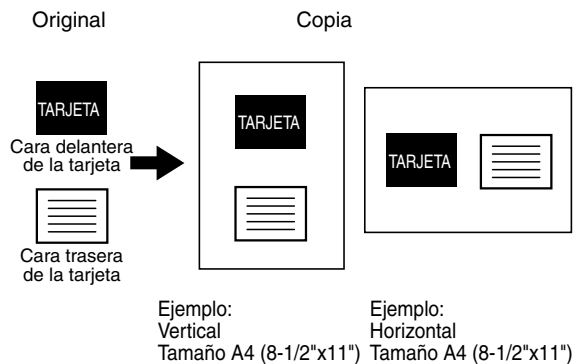 Original
Copia
TARJETA
Cara delantera
de la tarjeta
Cara trasera
de la tarjeta
TARJETA
TARJETA
Ejemplo:
Vertical
Tamaño A4 (8-1/2"x11")
Ejemplo:
Horizontal
Tamaño A4 (8-1/2"x11")